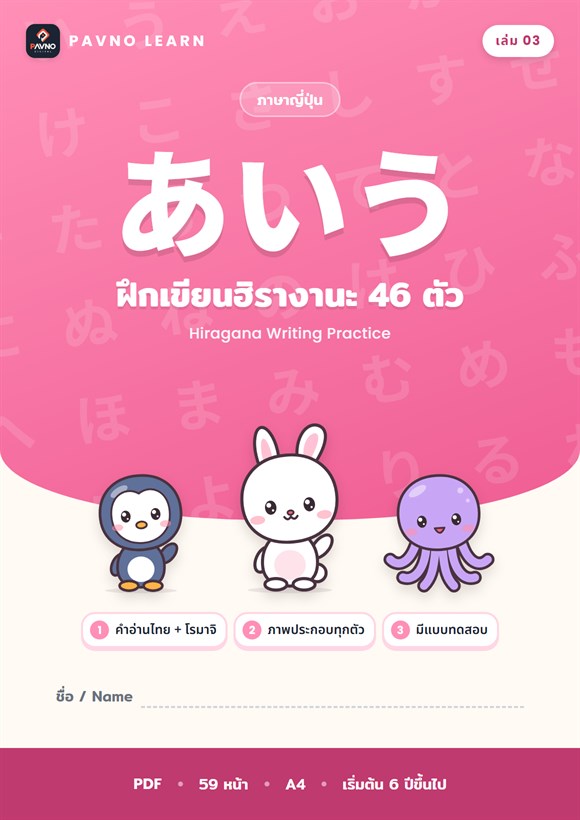 PAVNO
PAVNO LEARN
เล่ม 03
ภาษาญี่ปุ่น
あいう
ฝึกเขียนฮิรางานะ 46 ตัว
Hiragana Writing Practice
1 คำอ่านไทย + โรมาจิ
2 ภาพประกอบทุกตัว
3 มีแบบทดสอบ
ชื่อ / Name
PDF • 59 หน้า • A4 • เริ่มต้น 6 ปีขึ้นไป